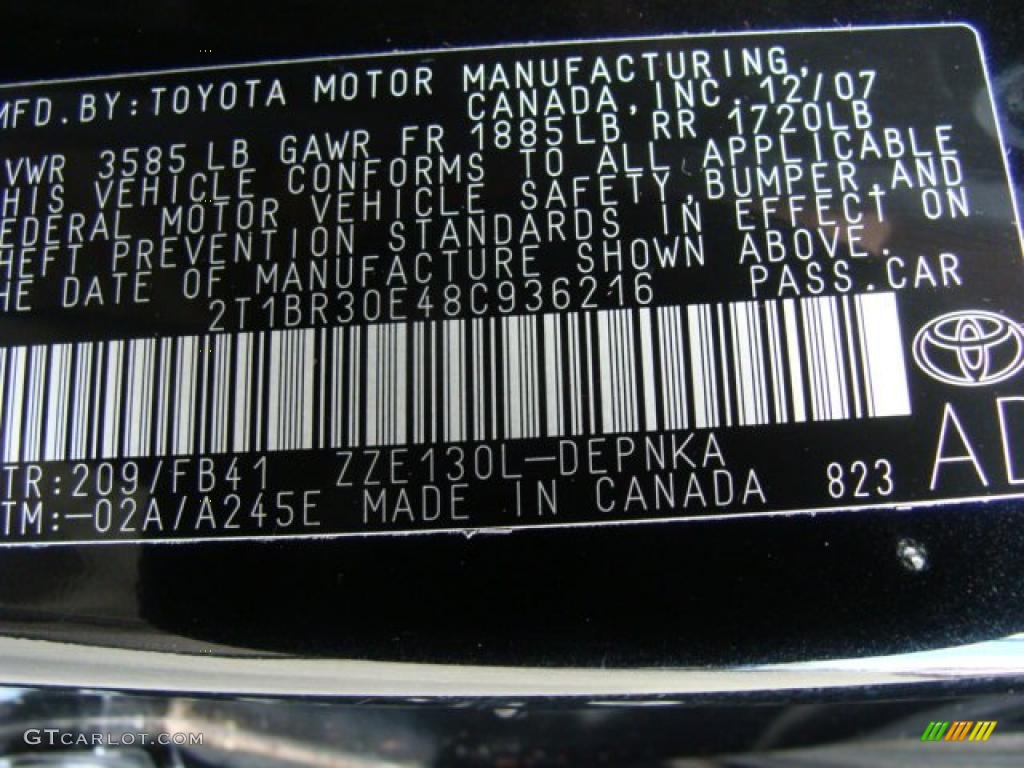 MFD. BY: TOYOTA MOTOR MANUFACTURING,
CANADA, INC. 12/07
VWR 3585 LB GAWR FR 1885LB RR 1720LB
HIS VEHICLE CONFORMS TO ALL APPLICABLE
EDERAL MOTOR VEHICLE SAFETY, BUMPER, AND
HEFT PREVENTION STANDARDS IN EFFECT ON
HE DATE OF MANUFACTURE SHOWN ABOVE.
2T1BR30E48C936216 PASS. CAR
TR: 209/FB41 ZZE130L-DEPNKA
TM:-02A/A245E MADE IN CANADA 823
AD
GTCARLOT.COM